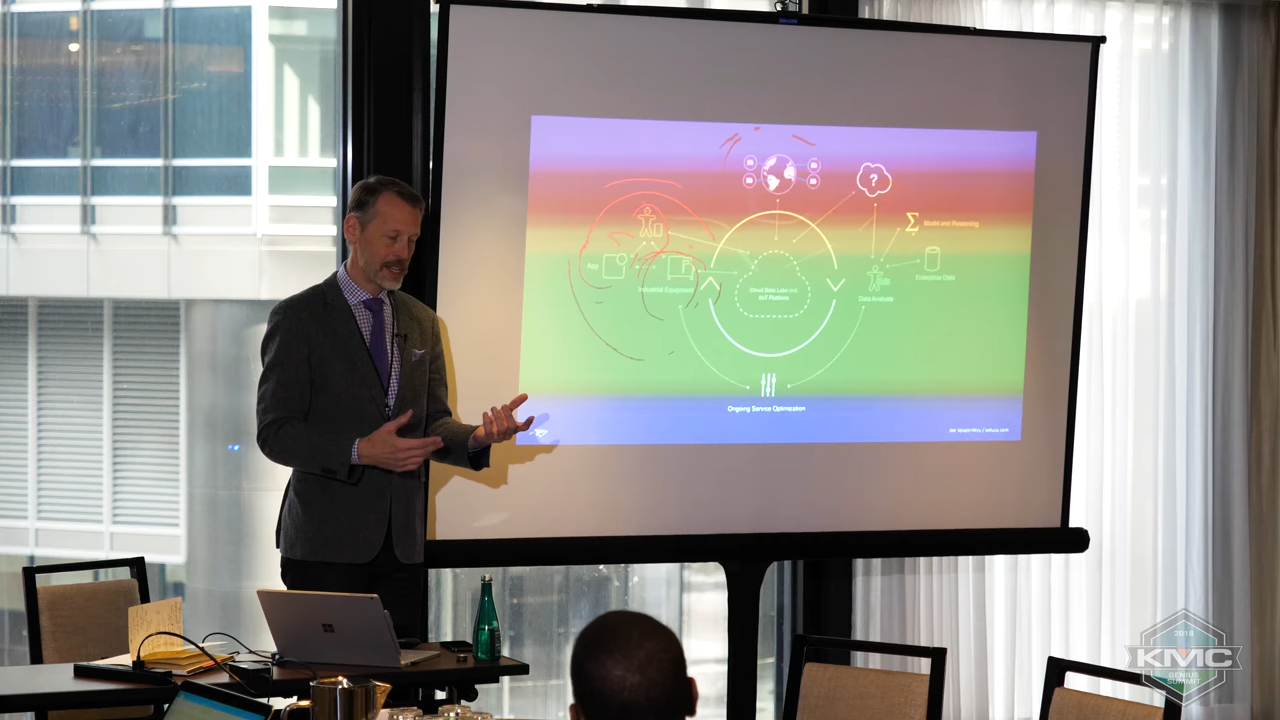 ?
Σ Model and Reasoning
App
Industrial Equipment
Cloud Data Labs and
IIoT Platform
Enterprise Data
Data Analysts
Ongoing Service Optimization
2018
KMC
GENIUS
SUMMIT